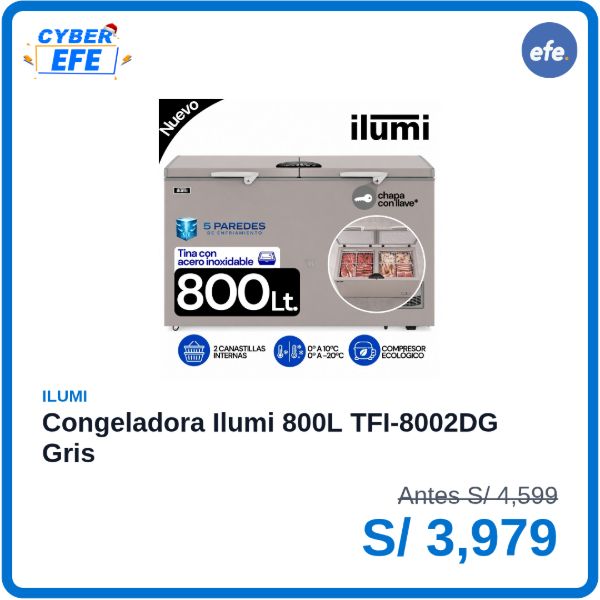 CYBER
EFE
efe.
Nuevo
ilumi
ILUMI
chapa
con llave*
5 PAREDES
DE ENFRIAMIENTO
Tina con
acero inoxidable
800Lt.
2 CANASTILLAS
INTERNAS
0° A 10°C
0° A -20°C
COMPRESOR
ECOLÓGICO
ILUMI
Congeladora Ilumi 800L TFI-8002DG
Gris
Antes S/ 4,599
S/ 3,979